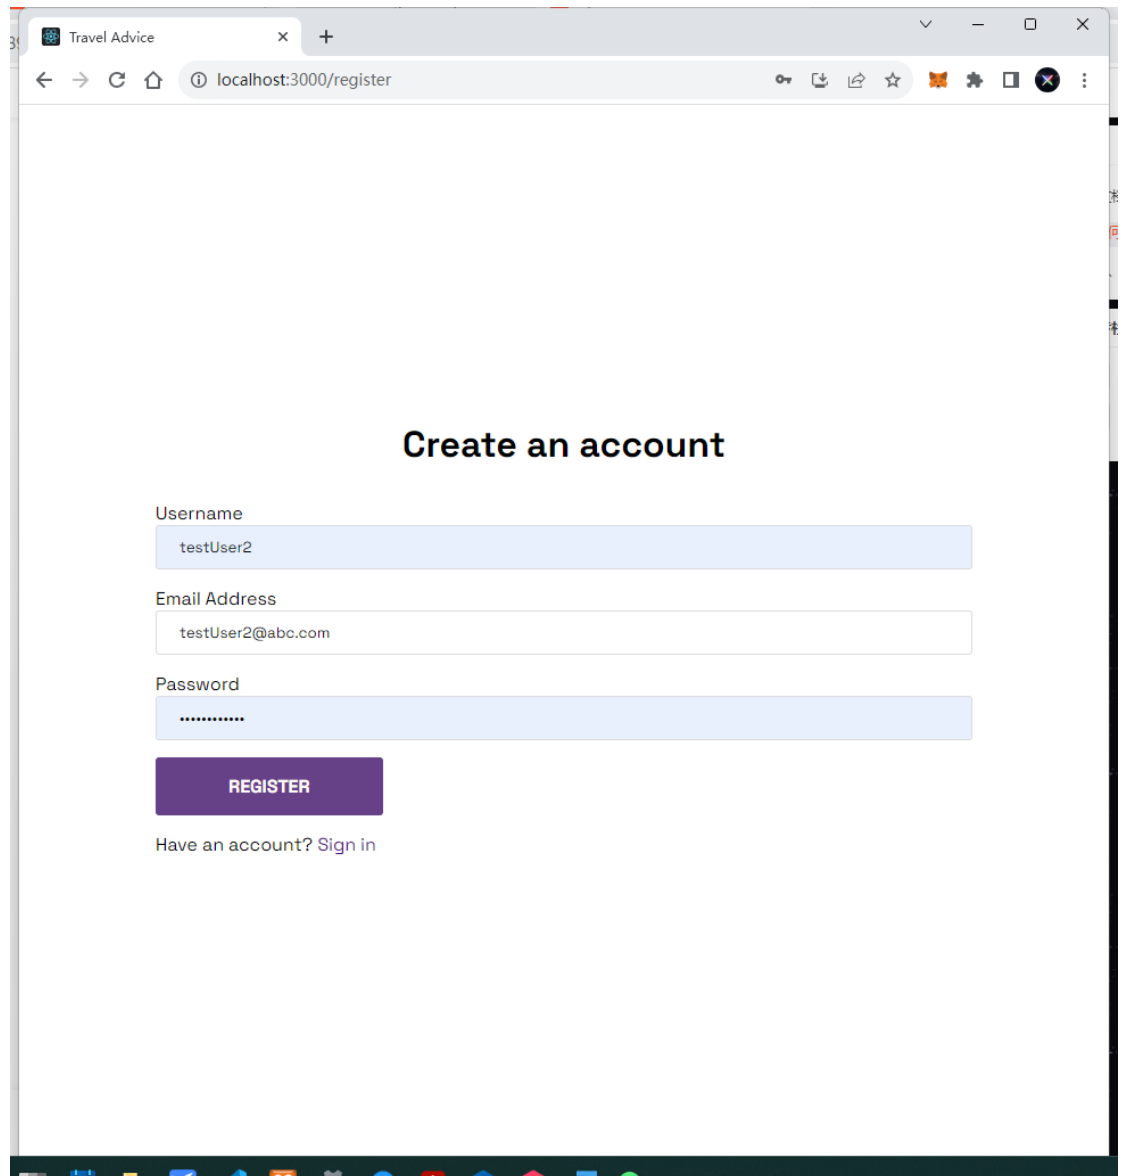 Travel Advice
localhost:3000/register
Create an account
Username
testUser2
Email Address
testUser2@abc.com
Password
••••••••••••
REGISTER
Have an account? Sign in